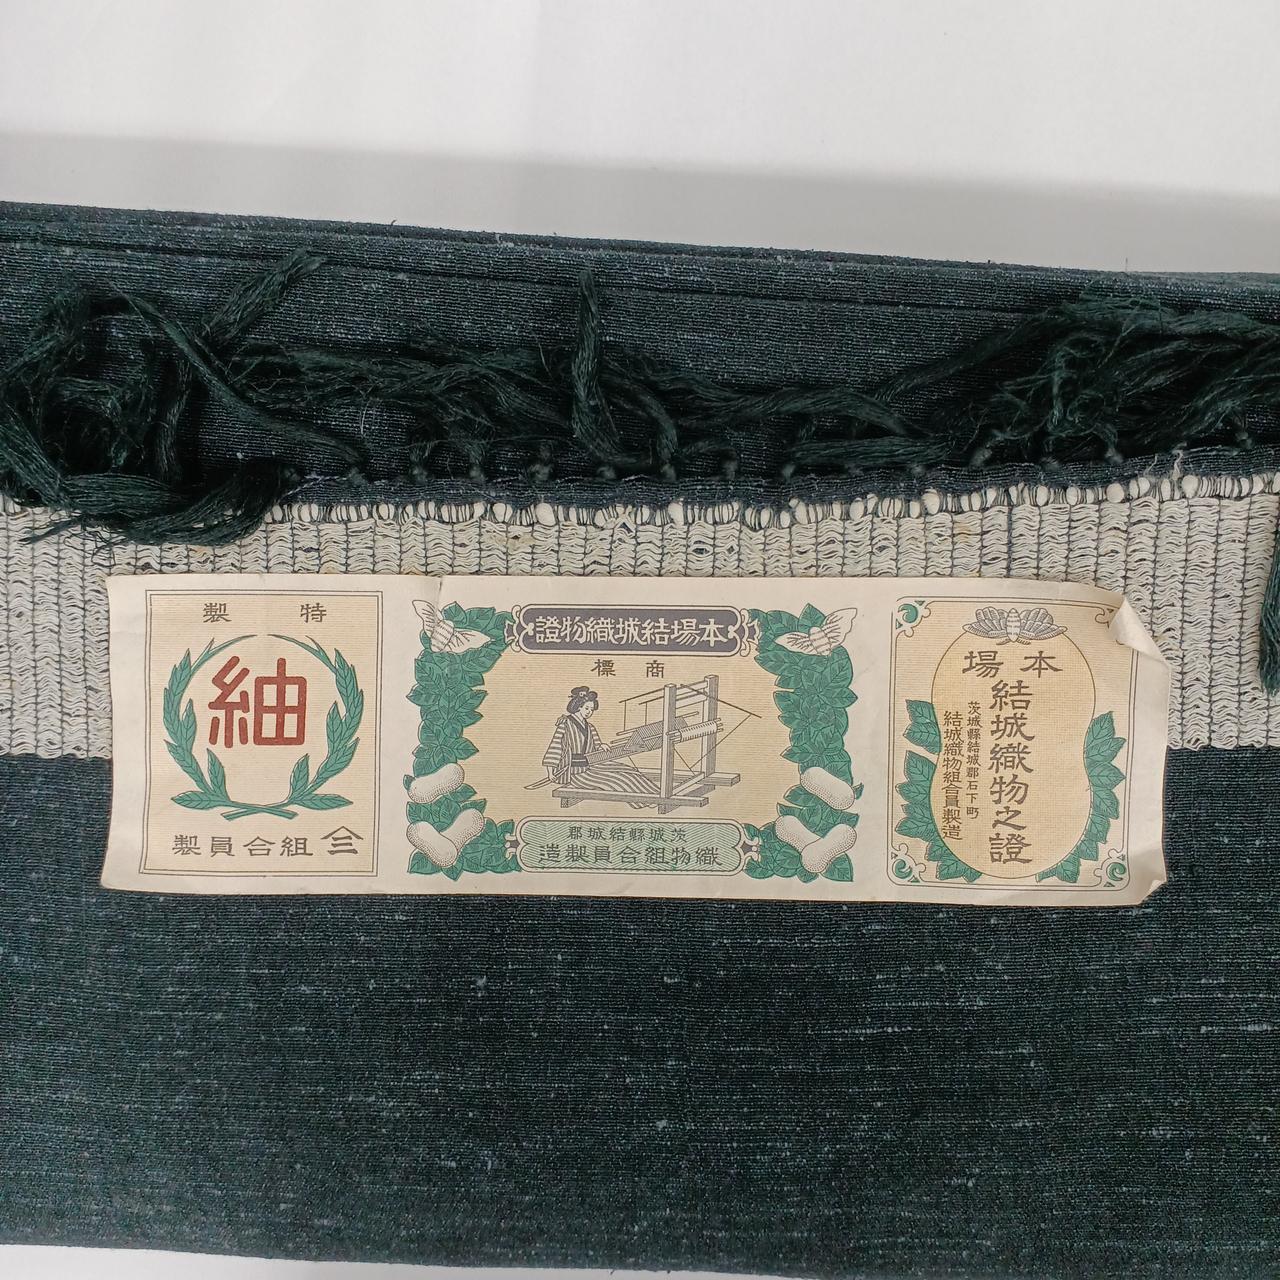 本場
結城織物之證
茨城縣結城郡石下町
結城織物組合員製造
本場結城織物證
商標
茨城縣結城郡
織物組合員製造
特製
紬
三組合員製